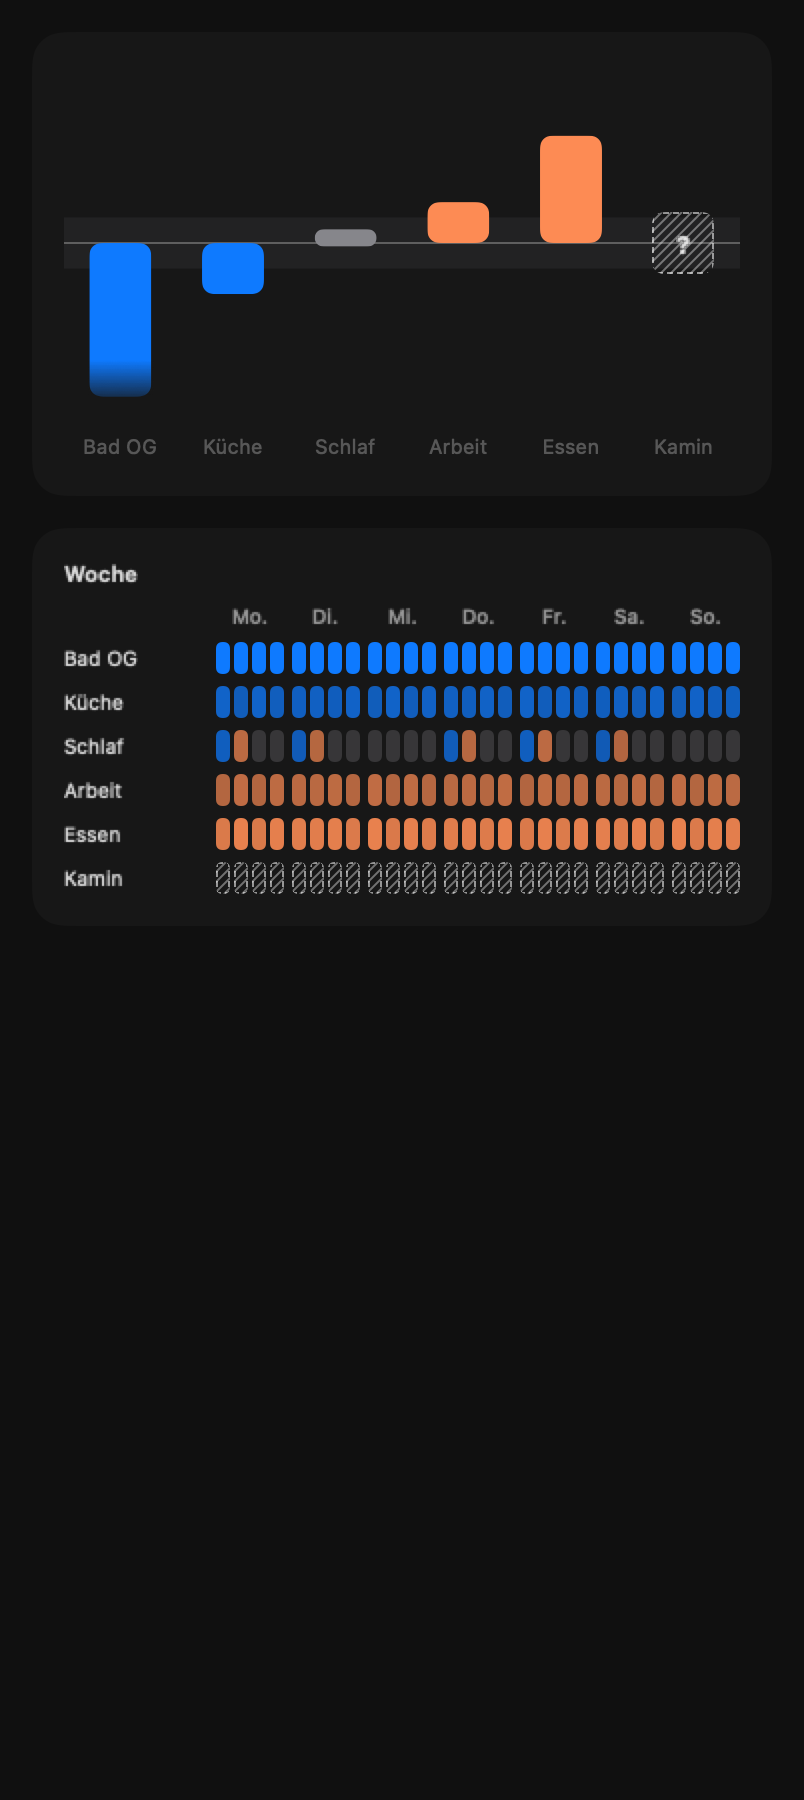 ?
Bad OG Küche Schlaf Arbeit Essen Kamin
Woche
Mo. Di. Mi. Do. Fr. Sa. So.
Bad OG
Küche
Schlaf
Arbeit
Essen
Kamin